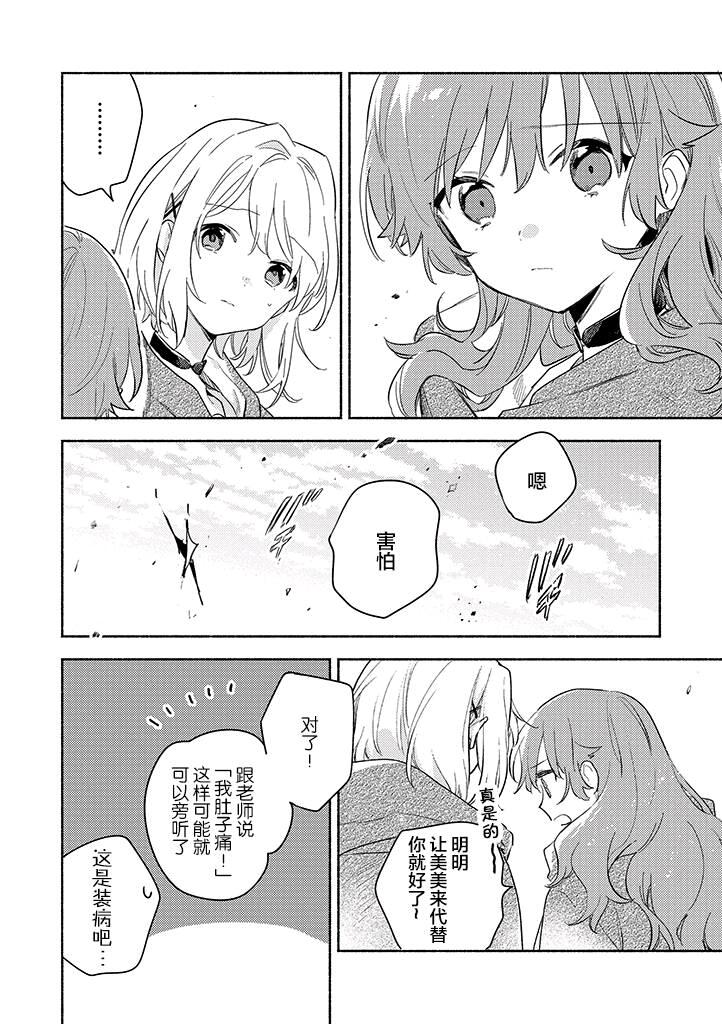 ………
嗯
害怕
真是的
明明
让美美来代替
你就好了~
对了！
跟老师说
「我肚子痛！」
这样可能就
可以旁听了
这是装病吧…